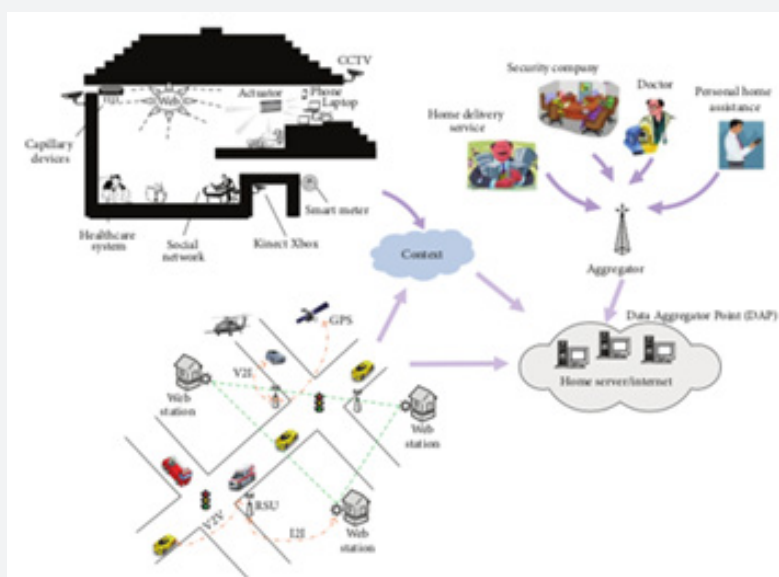 CCTV
Web
Actuator
Phone
Laptop
Capillary
devices
Healthcare
system
Social
network
Kinect Xbox
Smart meter
Security company
Doctor
Personal home
assistance
Home delivery
service
Aggregator
Context
Data Aggregator Point (DAP)
Home server/internet
GPS
V2I
Web
station
Web
station
RSU
V2V
I2I
Web
station